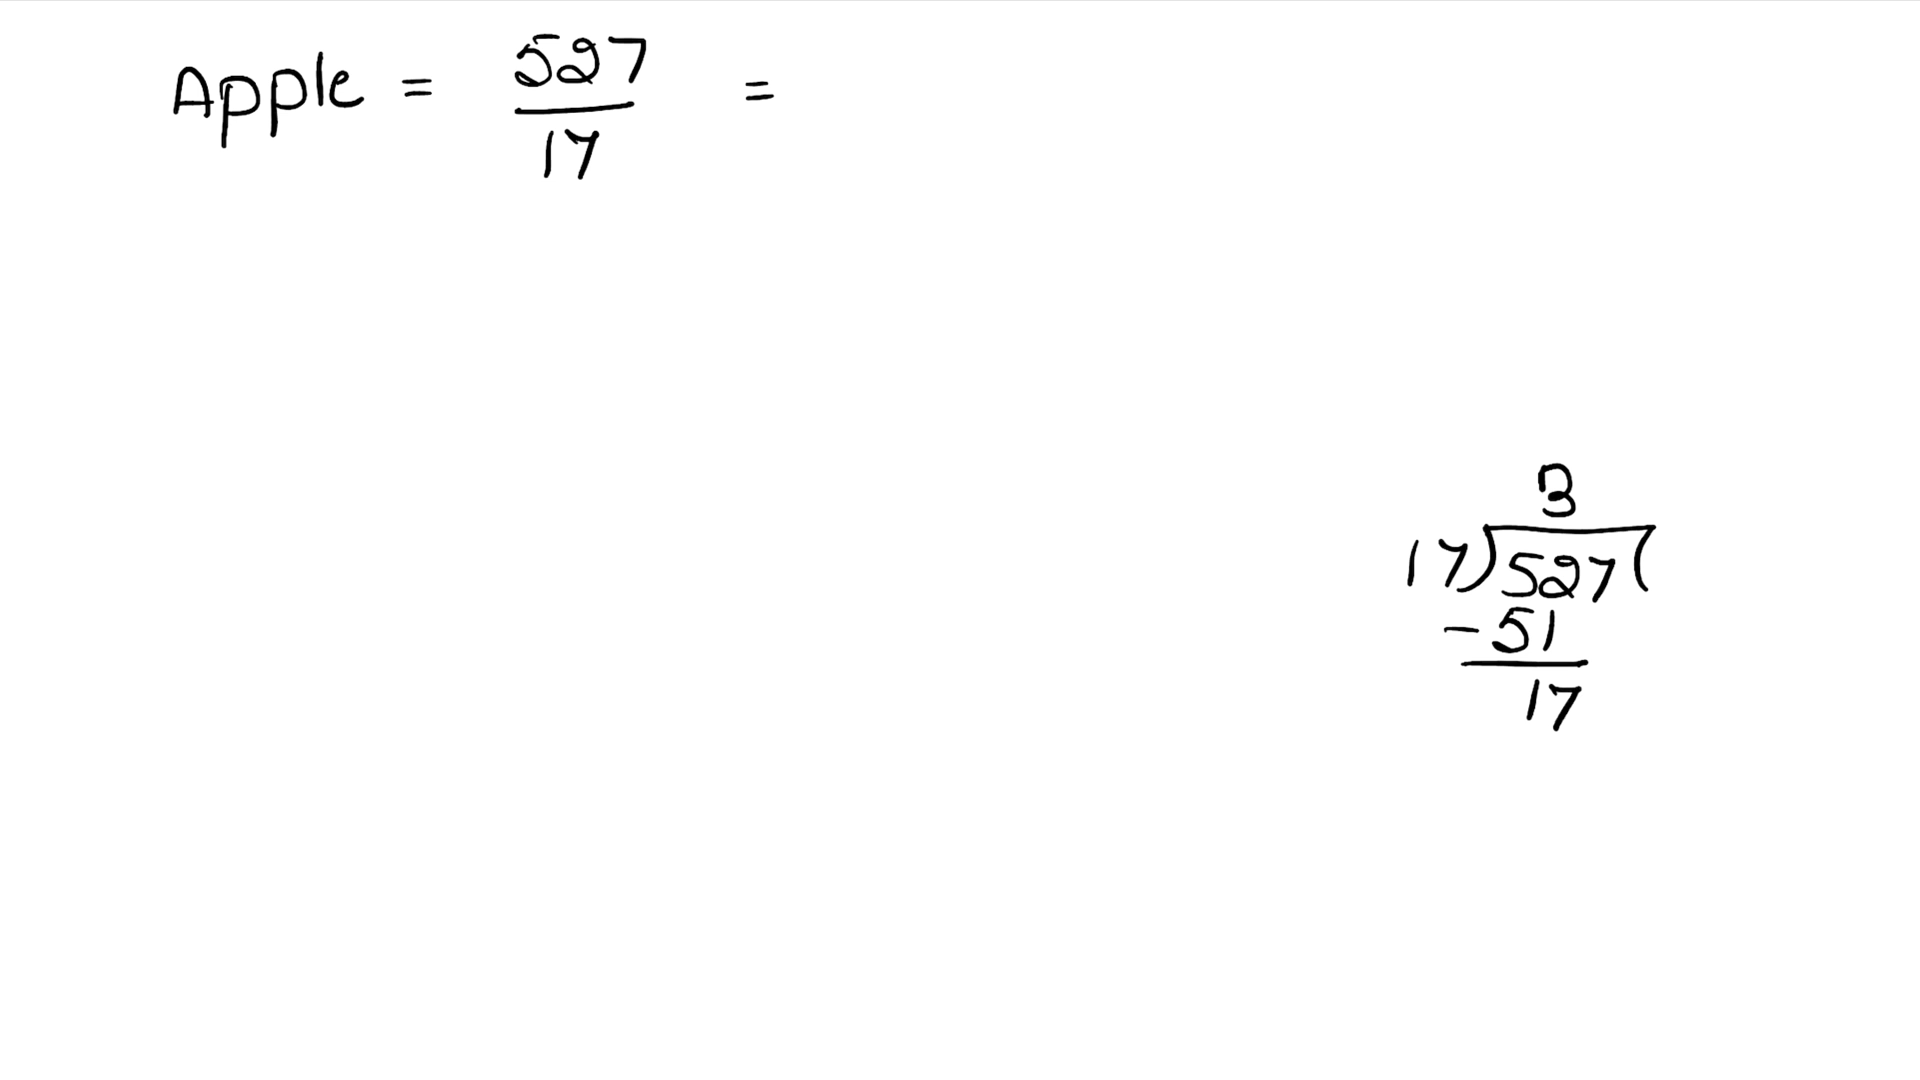 Apple = 527/17 =
3
17)527(
-51
17